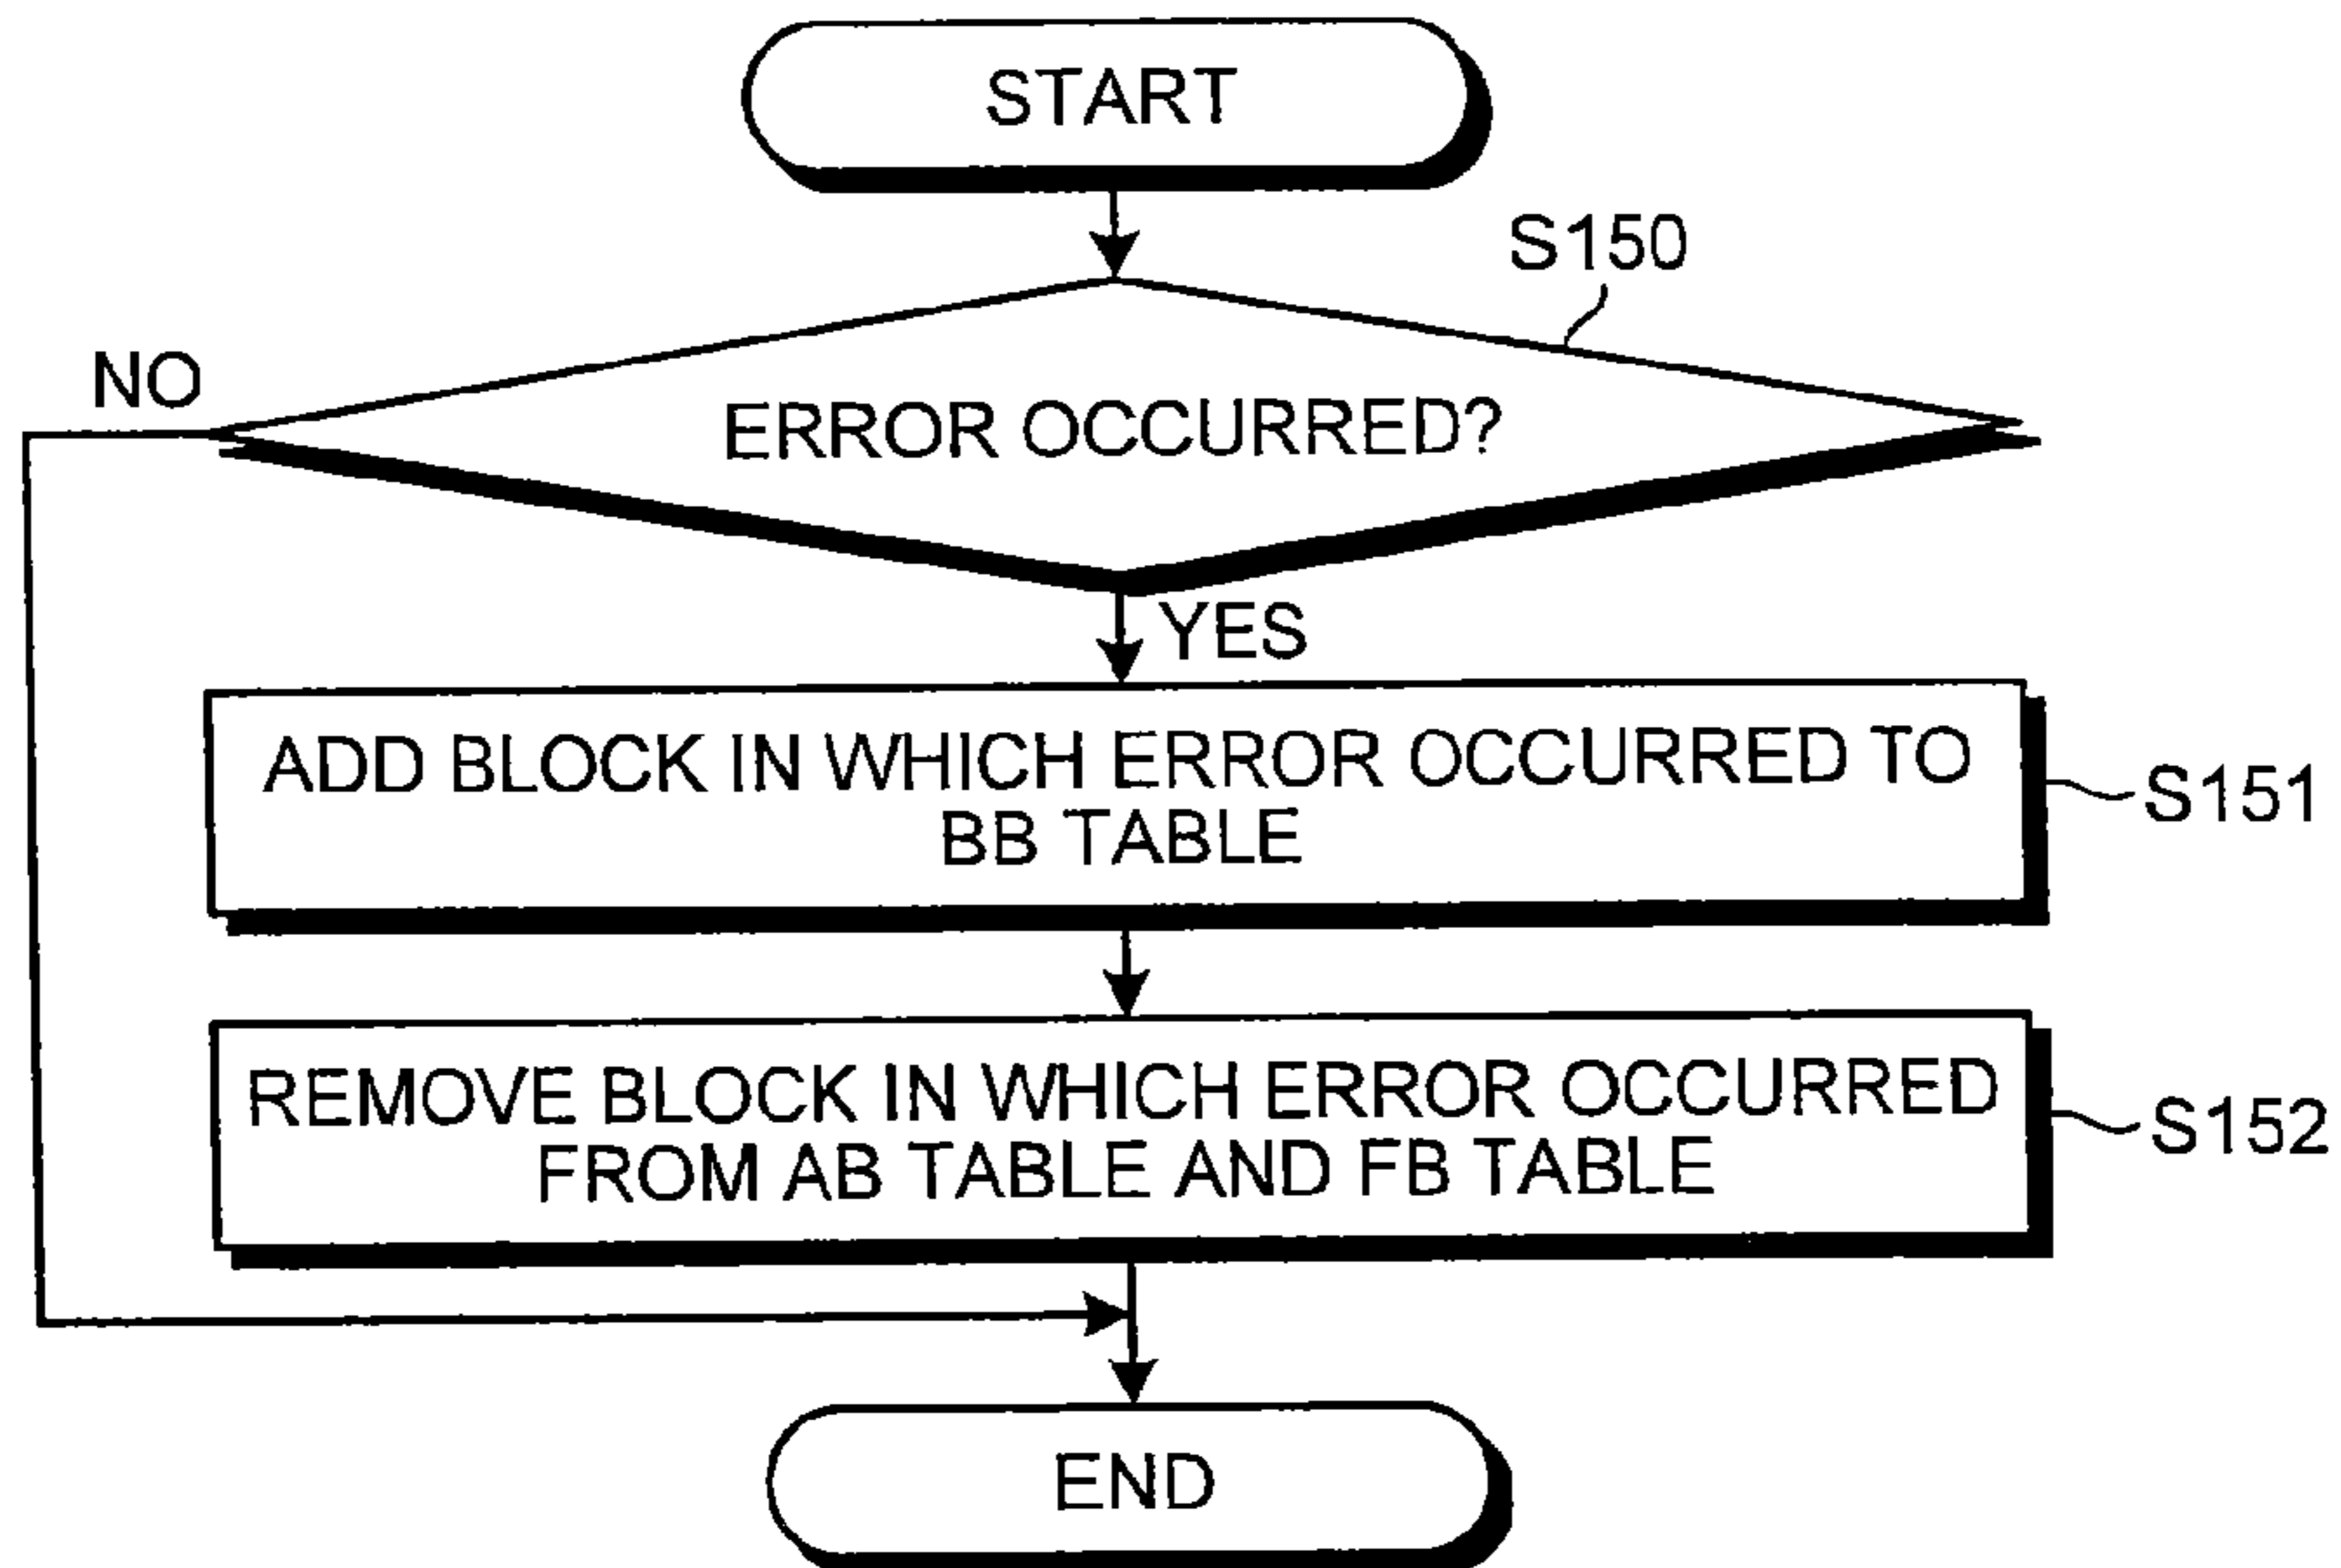 START
S150
NO
ERROR OCCURRED?
YES
ADD BLOCK IN WHICH ERROR OCCURRED TO
BB TABLE
S151
REMOVE BLOCK IN WHICH ERROR OCCURRED
FROM AB TABLE AND FB TABLE
S152
END